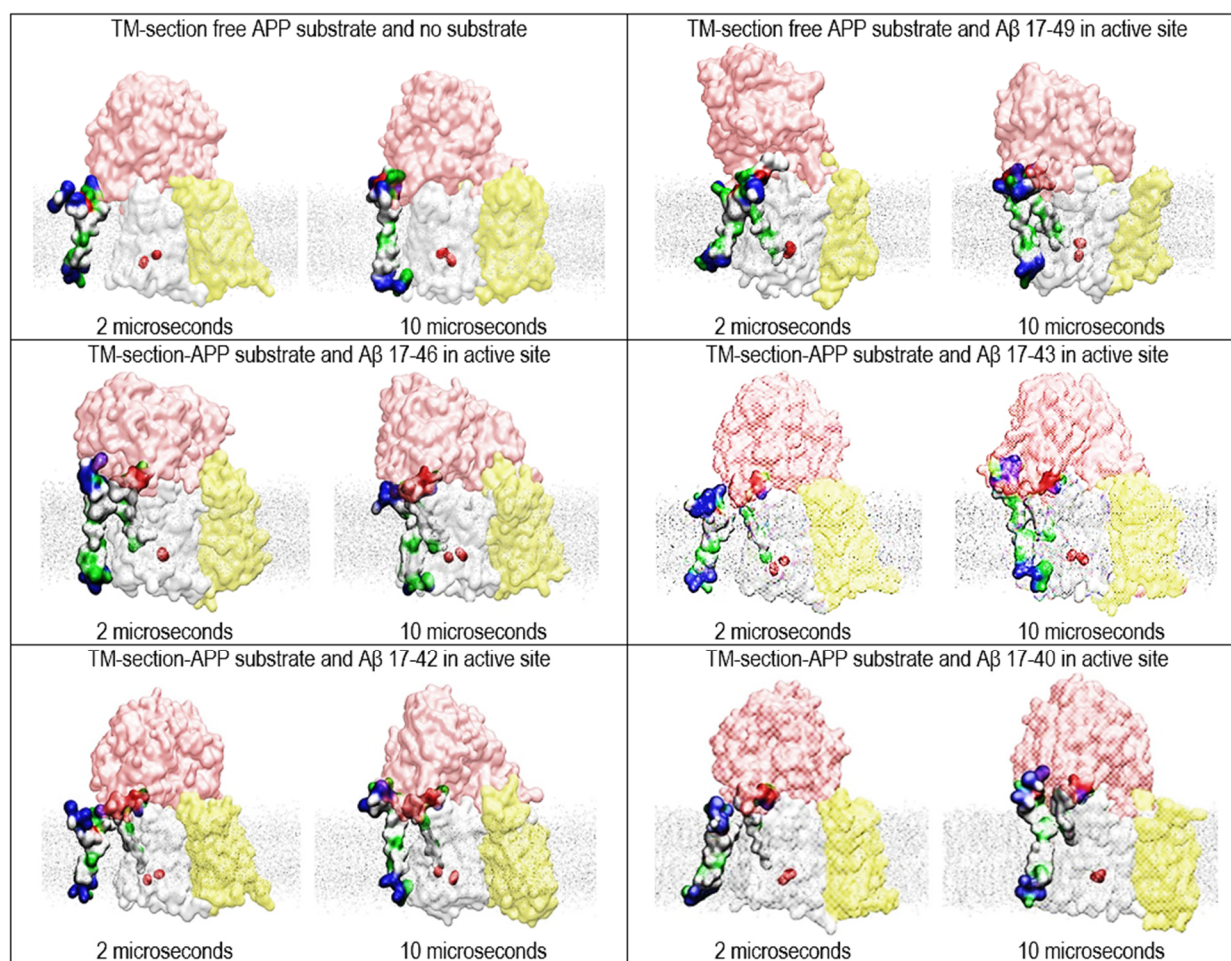 TM-section free APP substrate and no substrate
2 microseconds
10 microseconds
TM-section free APP substrate and Aβ 17-49 in active site
2 microseconds
10 microseconds
TM-section-APP substrate and Aβ 17-46 in active site
2 microseconds
10 microseconds
TM-section-APP substrate and Aβ 17-43 in active site
2 microseconds
10 microseconds
TM-section-APP substrate and Aβ 17-42 in active site
2 microseconds
10 microseconds
TM-section-APP substrate and Aβ 17-40 in active site
2 microseconds
10 microseconds